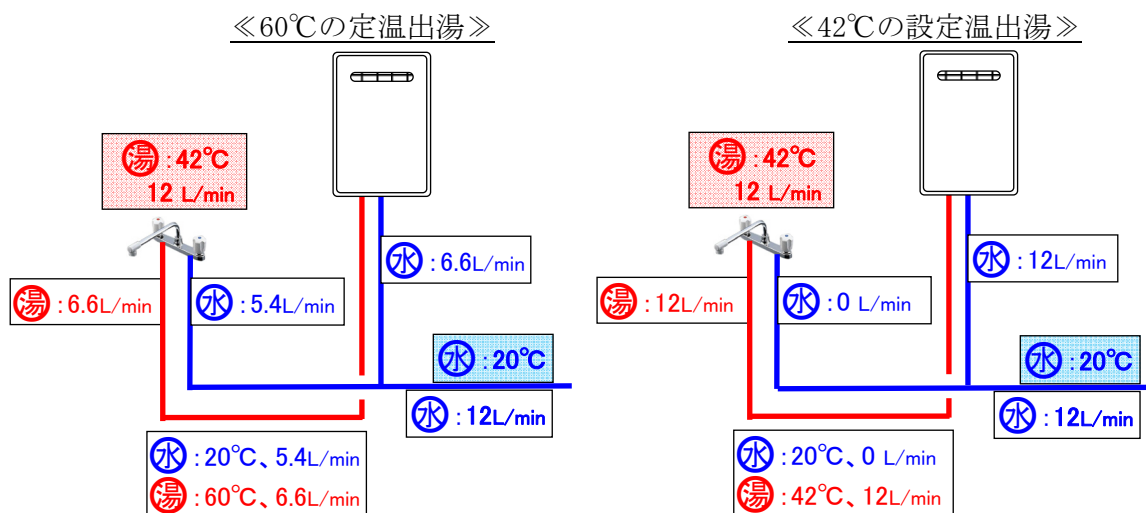 ≪60℃の定温出湯≫
湯:42℃
12 L/min
水:6.6L/min
湯:6.6L/min
水:5.4L/min
水:20℃
水:12L/min
水:20℃、5.4L/min
湯:60℃、6.6L/min
≪42℃の設定温出湯≫
湯:42℃
12 L/min
水:12L/min
湯:12L/min
水:0 L/min
水:20℃
水:12L/min
水:20℃、0 L/min
湯:42℃、12L/min